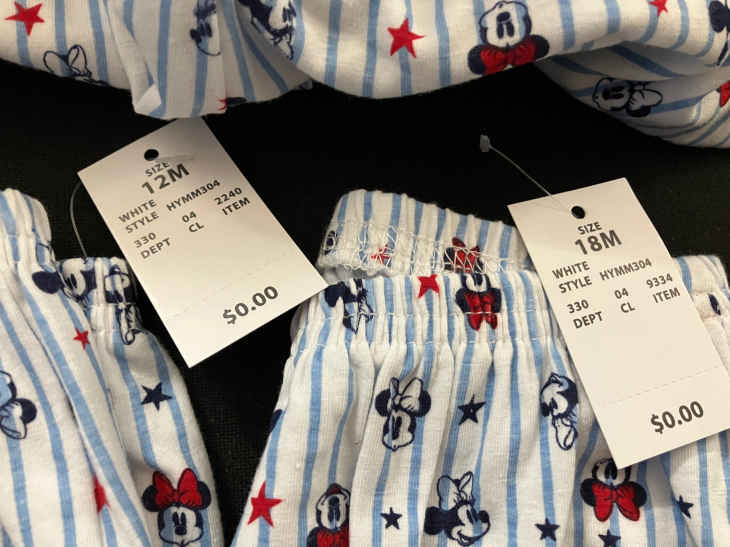 SIZE
12M
WHITE HYMM304 2240
STYLE ITEM
330 04
DEPT CL
$0.00
SIZE
18M
WHITE HYMM304 9334
STYLE ITEM
330 04
DEPT CL
$0.00